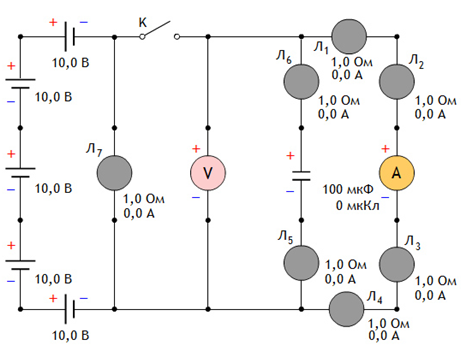 + − К
10,0 В
+
10,0 В
−
10,0 В
+
−
10,0 В
+
−
+ −
10,0 В
Л7
1,0 Ом
0,0 А
+
V
−
Л6
1,0 Ом
0,0 А
Л1
1,0 Ом
0,0 А
Л2
1,0 Ом
0,0 А
+
−
100 мкФ
0 мкКл
+
А
−
Л5
1,0 Ом
0,0 А
Л3
1,0 Ом
0,0 А
Л4
1,0 Ом
0,0 А